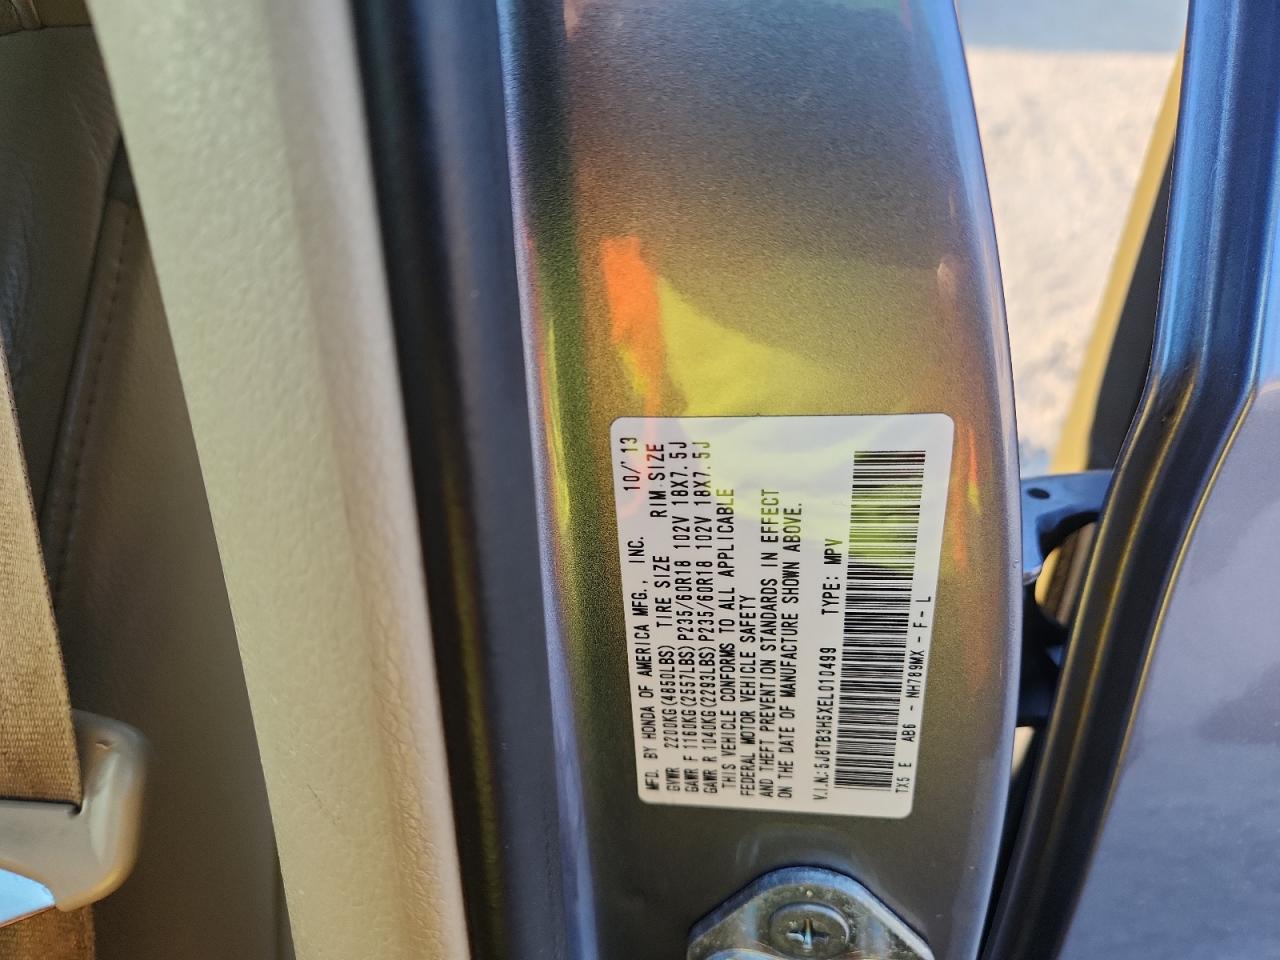 MFD. BY HONDA OF AMERICA MFG., INC. 10/'13
GVWR 2200KG(4850LBS) TIRE SIZE RIM SIZE
GAWR F 1160KG(2557LBS) P235/60R18 102V 18X7.5J
GAWR R 1040KG(2293LBS) P235/60R18 102V 18X7.5J
THIS VEHICLE CONFORMS TO ALL APPLICABLE
FEDERAL MOTOR VEHICLE SAFETY
AND THEFT PREVENTION STANDARDS IN EFFECT
ON THE DATE OF MANUFACTURE SHOWN ABOVE.
V.I.N.: 5J8TB3H5XEL010499 TYPE: MPV
TX5 E AB6 - NH789MX - F - L